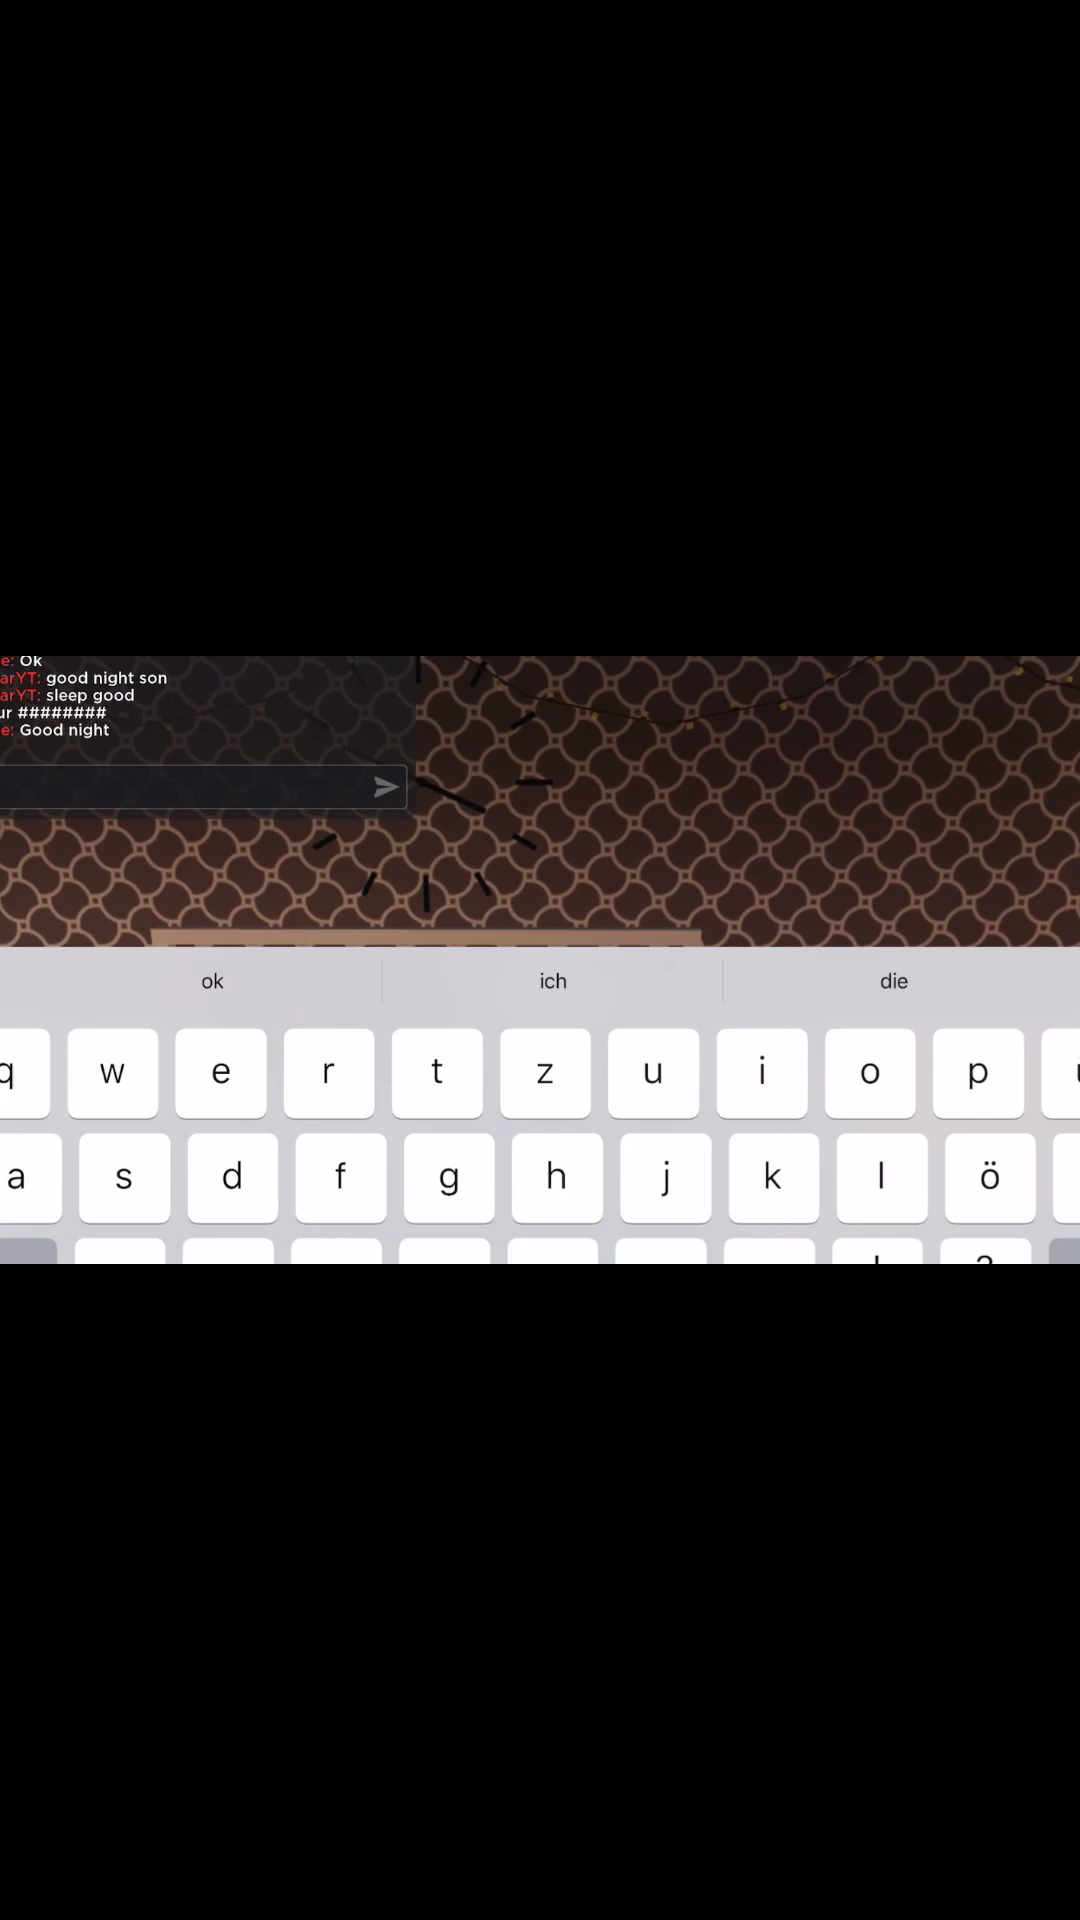 e: Ok
arYT: good night son
arYT: sleep good
ur ########
e: Good night
ok ich die
q w e r t z u i o p
a s d f g h j k l ö